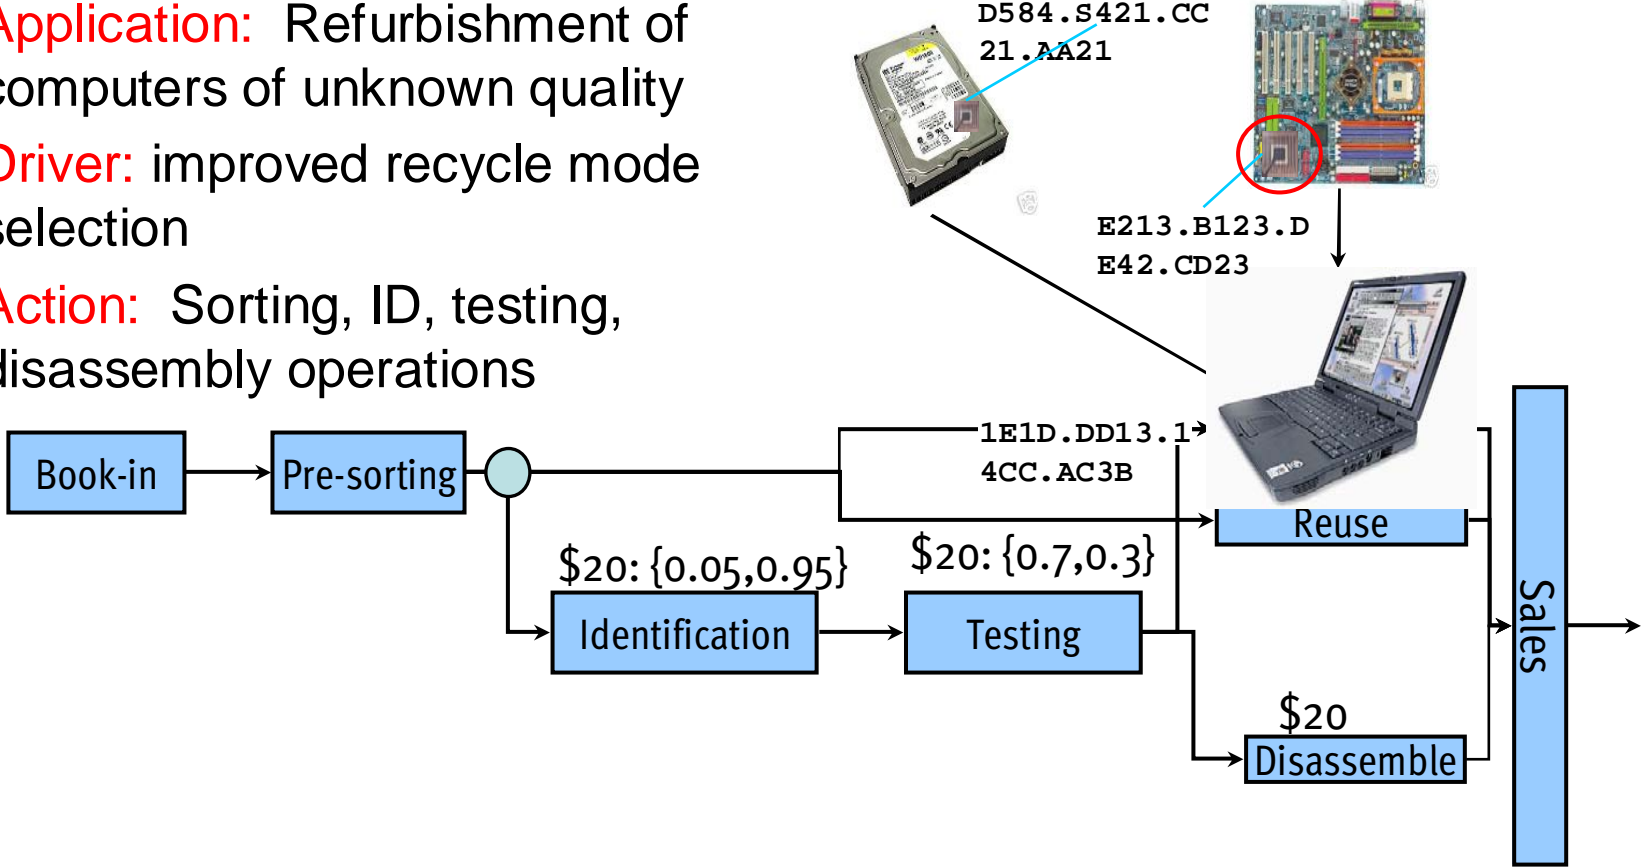 Application: Refurbishment of
computers of unknown quality
Driver: improved recycle mode
selection
Action: Sorting, ID, testing,
disassembly operations
D584.S421.CC
21.AA21
E213.B123.D
E42.CD23
1E1D.DD13.1
4CC.AC3B
Book-in
Pre-sorting
Reuse
$20: {0.05,0.95}
$20: {0.7,0.3}
Identification
Testing
Sales
$20
Disassemble